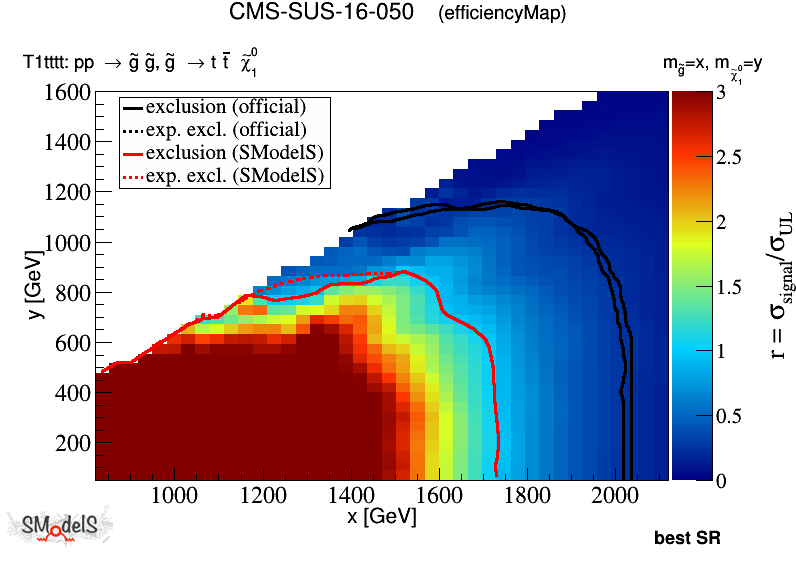 CMS-SUS-16-050 (efficiencyMap)
T1tttt: pp → g̃ g̃, g̃ → t t̄ χ̃₁⁰
m_g̃=x, m_χ̃₁⁰=y
exclusion (official)
exp. excl. (official)
exclusion (SModelS)
exp. excl. (SModelS)
1600
1400
1200
1000
800
600
400
200
y [GeV]
1000 1200 1400 1600 1800 2000
x [GeV]
3
2.5
2
1.5
1
0.5
0
r = σ_signal/σ_UL
SModelS
best SR